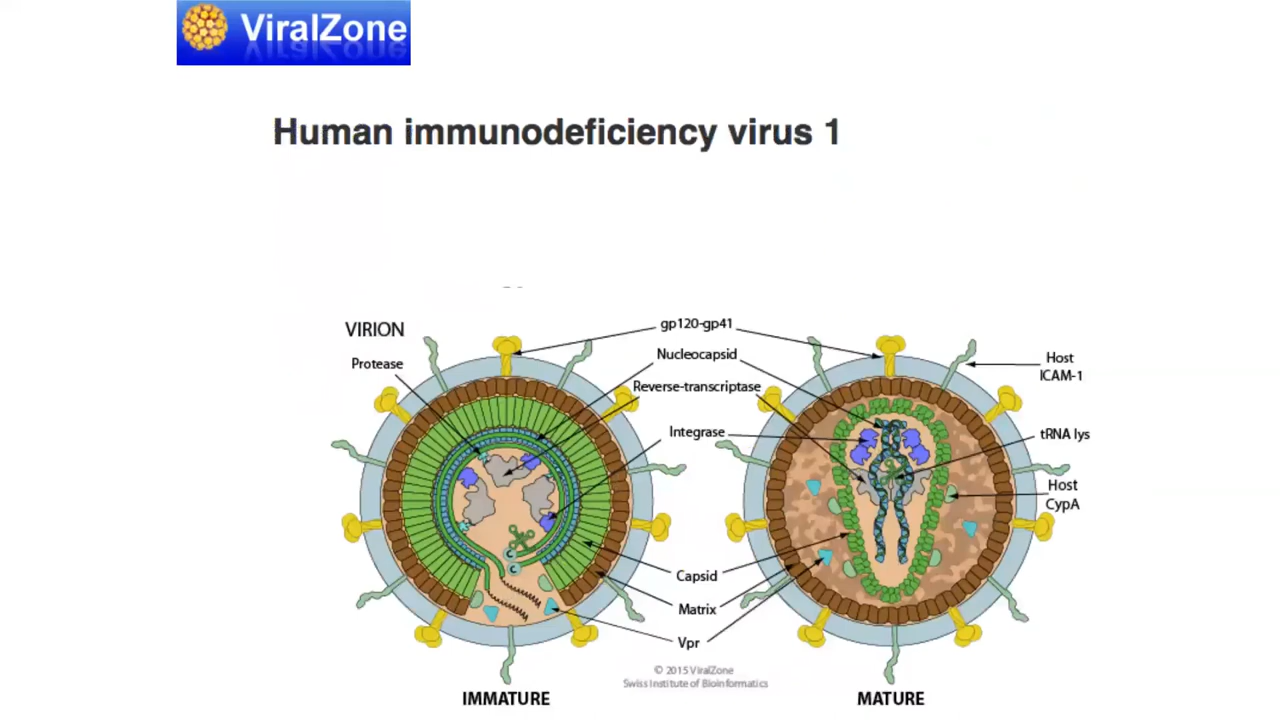 ViralZone
Human immunodeficiency virus 1
VIRION
gp120-gp41
Protease
Nucleocapsid
Host
ICAM-1
Reverse-transcriptase
Integrase
tRNA lys
Host
CypA
Capsid
Matrix
Vpr
© 2015 ViralZone
Swiss Institute of Bioinformatics
IMMATURE
MATURE